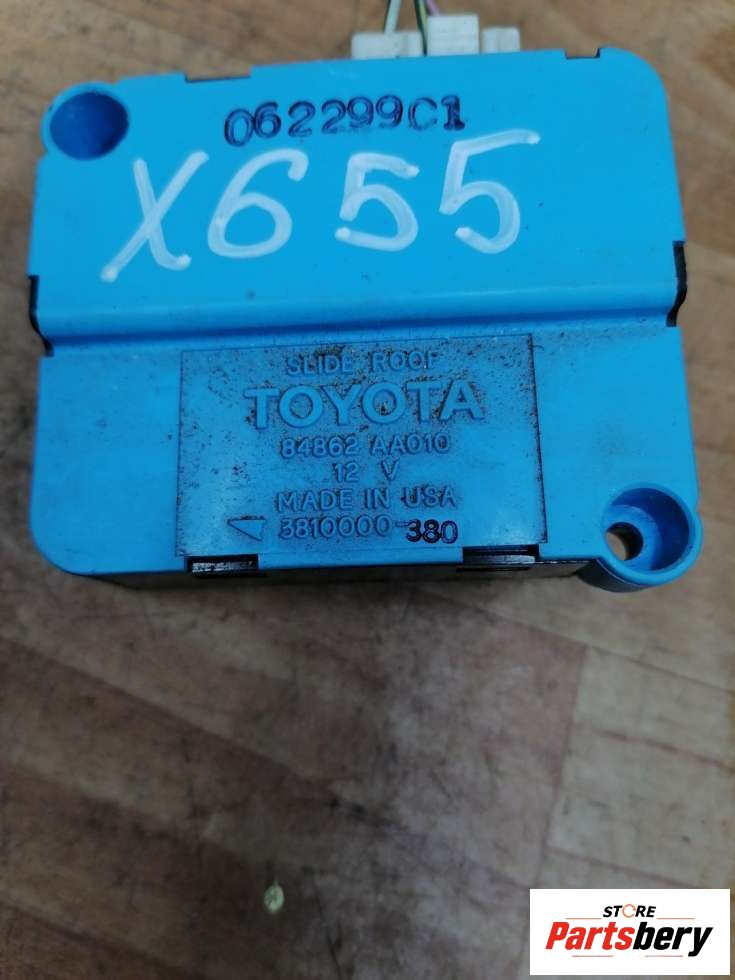 062299C1
X655
SLIDE ROOF
TOYOTA
84862 AA010
12 V
MADE IN USA
3810000-380
STORE
Partsbery